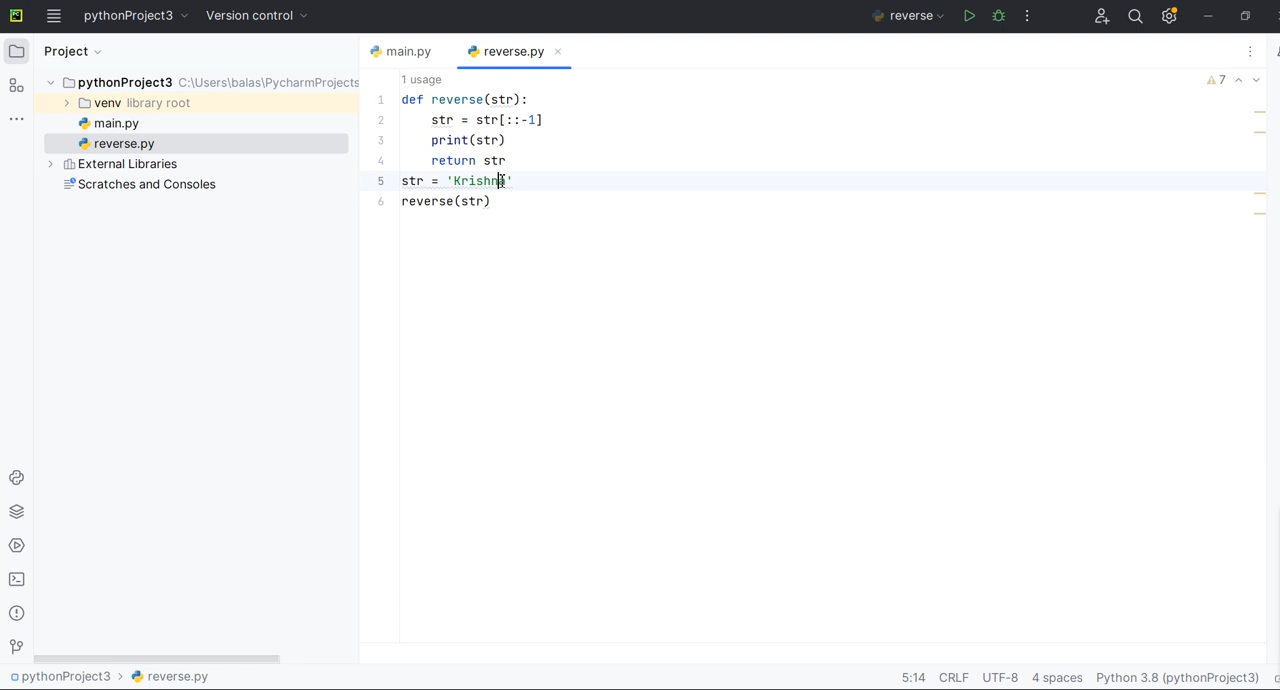 PC pythonProject3 Version control reverse
Project main.py reverse.py
pythonProject3 C:\Users\balas\PycharmProjects
venv library root
main.py
reverse.py
External Libraries
Scratches and Consoles
1 usage 7
1 def reverse(str):
2 str = str[::-1]
3 print(str)
4 return str
5 str = 'Krishna'
6 reverse(str)
pythonProject3 > reverse.py 5:14 CRLF UTF-8 4 spaces Python 3.8 (pythonProject3)